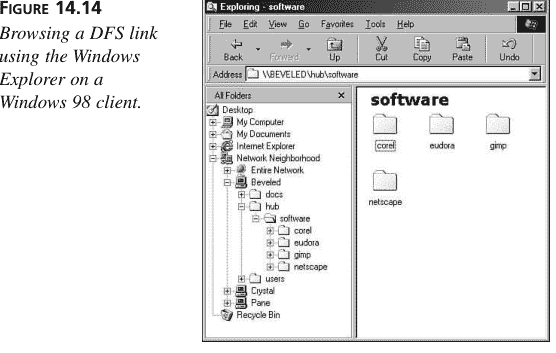 FIGURE 14.14
Browsing a DFS link
using the Windows
Explorer on a
Windows 98 client.
Exploring - software
File Edit View Go Favorites Tools Help
Back Forward Up Cut Copy Paste Undo
Address \\BEVELED\hub\software
All Folders
Desktop
My Computer
My Documents
Internet Explorer
Network Neighborhood
Entire Network
Beveled
docs
hub
software
corel
eudora
gimp
netscape
users
Crystal
Pane
Recycle Bin
software
corel eudora gimp
netscape